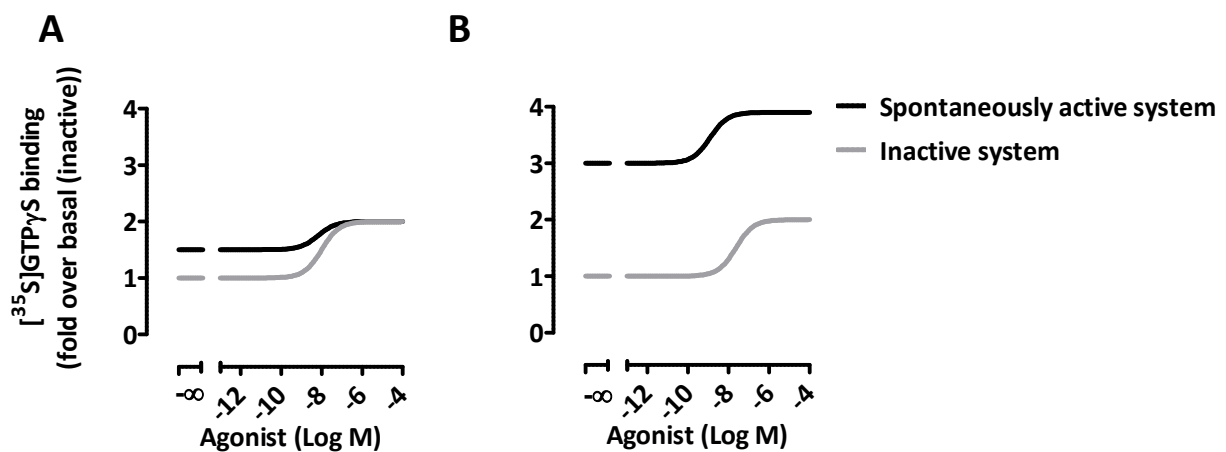 A
B
[³⁵S]GTPγS binding
(fold over basal (inactive))
4
3
2
1
0
-∞
-12
-10
-8
-6
-4
Agonist (Log M)
4
3
2
1
0
-∞
-12
-10
-8
-6
-4
Agonist (Log M)
Spontaneously active system
Inactive system